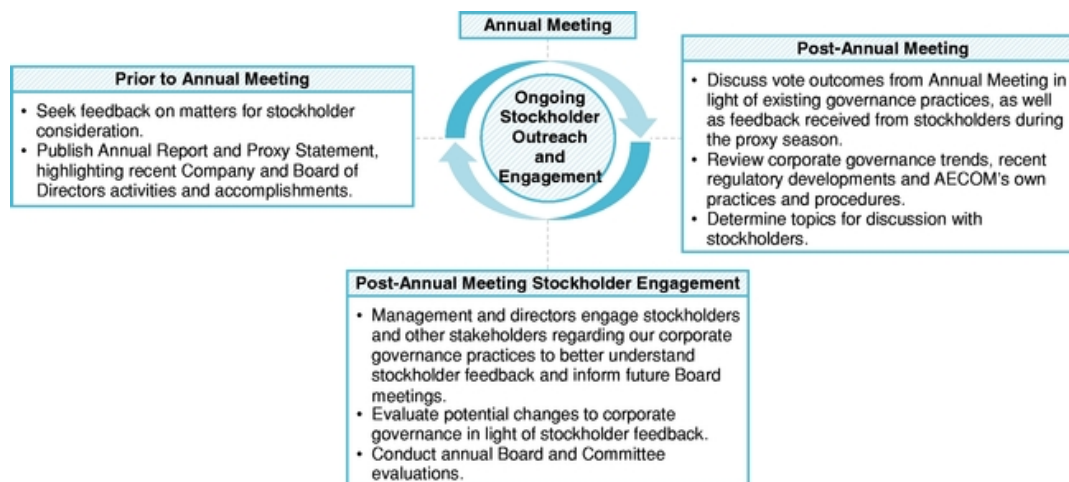 Annual Meeting
Prior to Annual Meeting
• Seek feedback on matters for stockholder
consideration.
• Publish Annual Report and Proxy Statement,
highlighting recent Company and Board of
Directors activities and accomplishments.
Ongoing
Stockholder
Outreach
and
Engagement
Post-Annual Meeting
• Discuss vote outcomes from Annual Meeting in
light of existing governance practices, as well
as feedback received from stockholders during
the proxy season.
• Review corporate governance trends, recent
regulatory developments and AECOM's own
practices and procedures.
• Determine topics for discussion with
stockholders.
Post-Annual Meeting Stockholder Engagement
• Management and directors engage stockholders
and other stakeholders regarding our corporate
governance practices to better understand
stockholder feedback and inform future Board
meetings.
• Evaluate potential changes to corporate
governance in light of stockholder feedback.
• Conduct annual Board and Committee
evaluations.